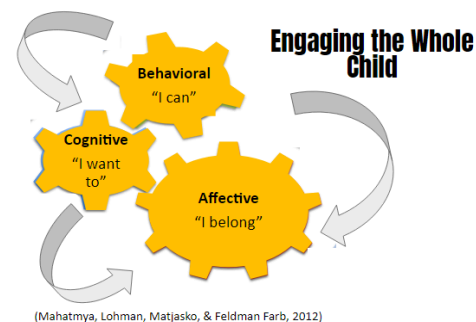 Engaging the Whole
Child
Behavioral
“I can”
Cognitive
“I want
to”
Affective
“I belong”
(Mahatmya, Lohman, Matjasko, & Feldman Farb, 2012)